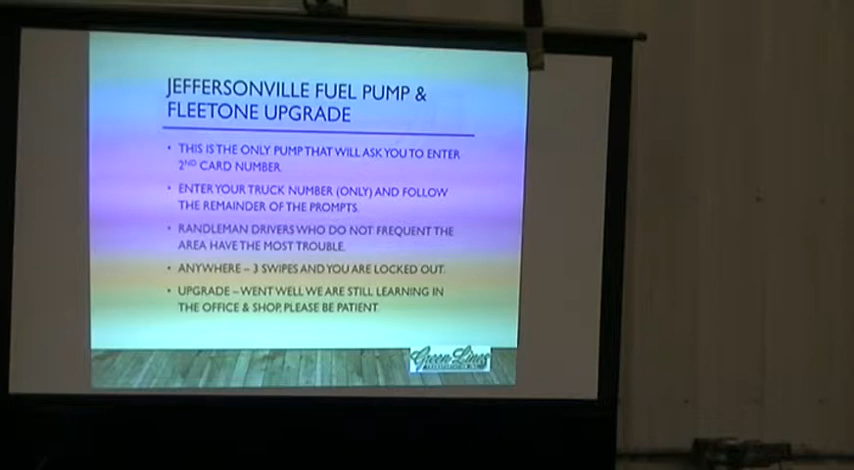 JEFFERSONVILLE FUEL PUMP &
FLEETONE UPGRADE
• THIS IS THE ONLY PUMP THAT WILL ASK YOU TO ENTER
2ND CARD NUMBER
• ENTER YOUR TRUCK NUMBER (ONLY) AND FOLLOW
THE REMAINDER OF THE PROMPTS.
• RANDLEMAN DRIVERS WHO DO NOT FREQUENT THE
AREA HAVE THE MOST TROUBLE.
• ANYWHERE – 3 SWIPES AND YOU ARE LOCKED OUT.
• UPGRADE – WENT WELL WE ARE STILL LEARNING IN
THE OFFICE & SHOP, PLEASE BE PATIENT.
Green Lines
TRANSPORTATION INC.